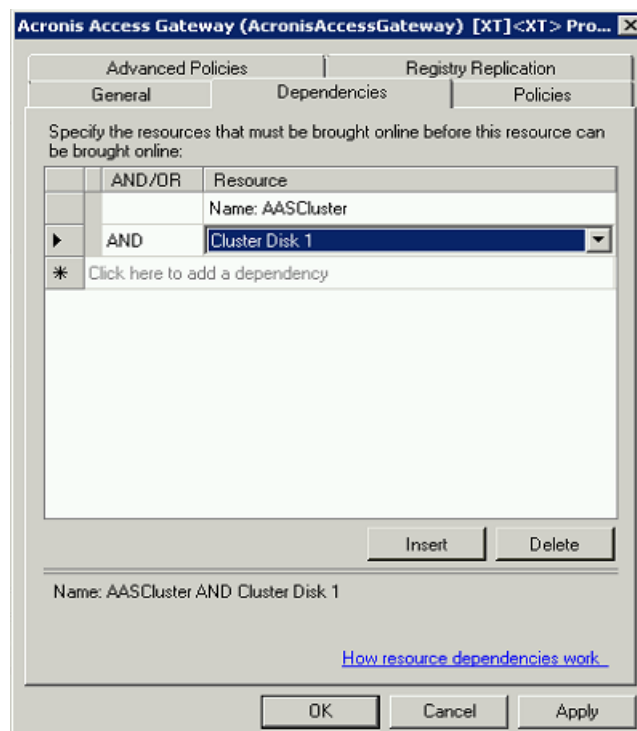 Acronis Access Gateway (AcronisAccessGateway) [XT]<XT> Pro...
Advanced Policies Registry Replication
General Dependencies Policies
Specify the resources that must be brought online before this resource can
be brought online:
AND/OR Resource
Name: AASCluster
AND Cluster Disk 1
Click here to add a dependency
Insert Delete
Name: AASCluster AND Cluster Disk 1
How resource dependencies work
OK Cancel Apply